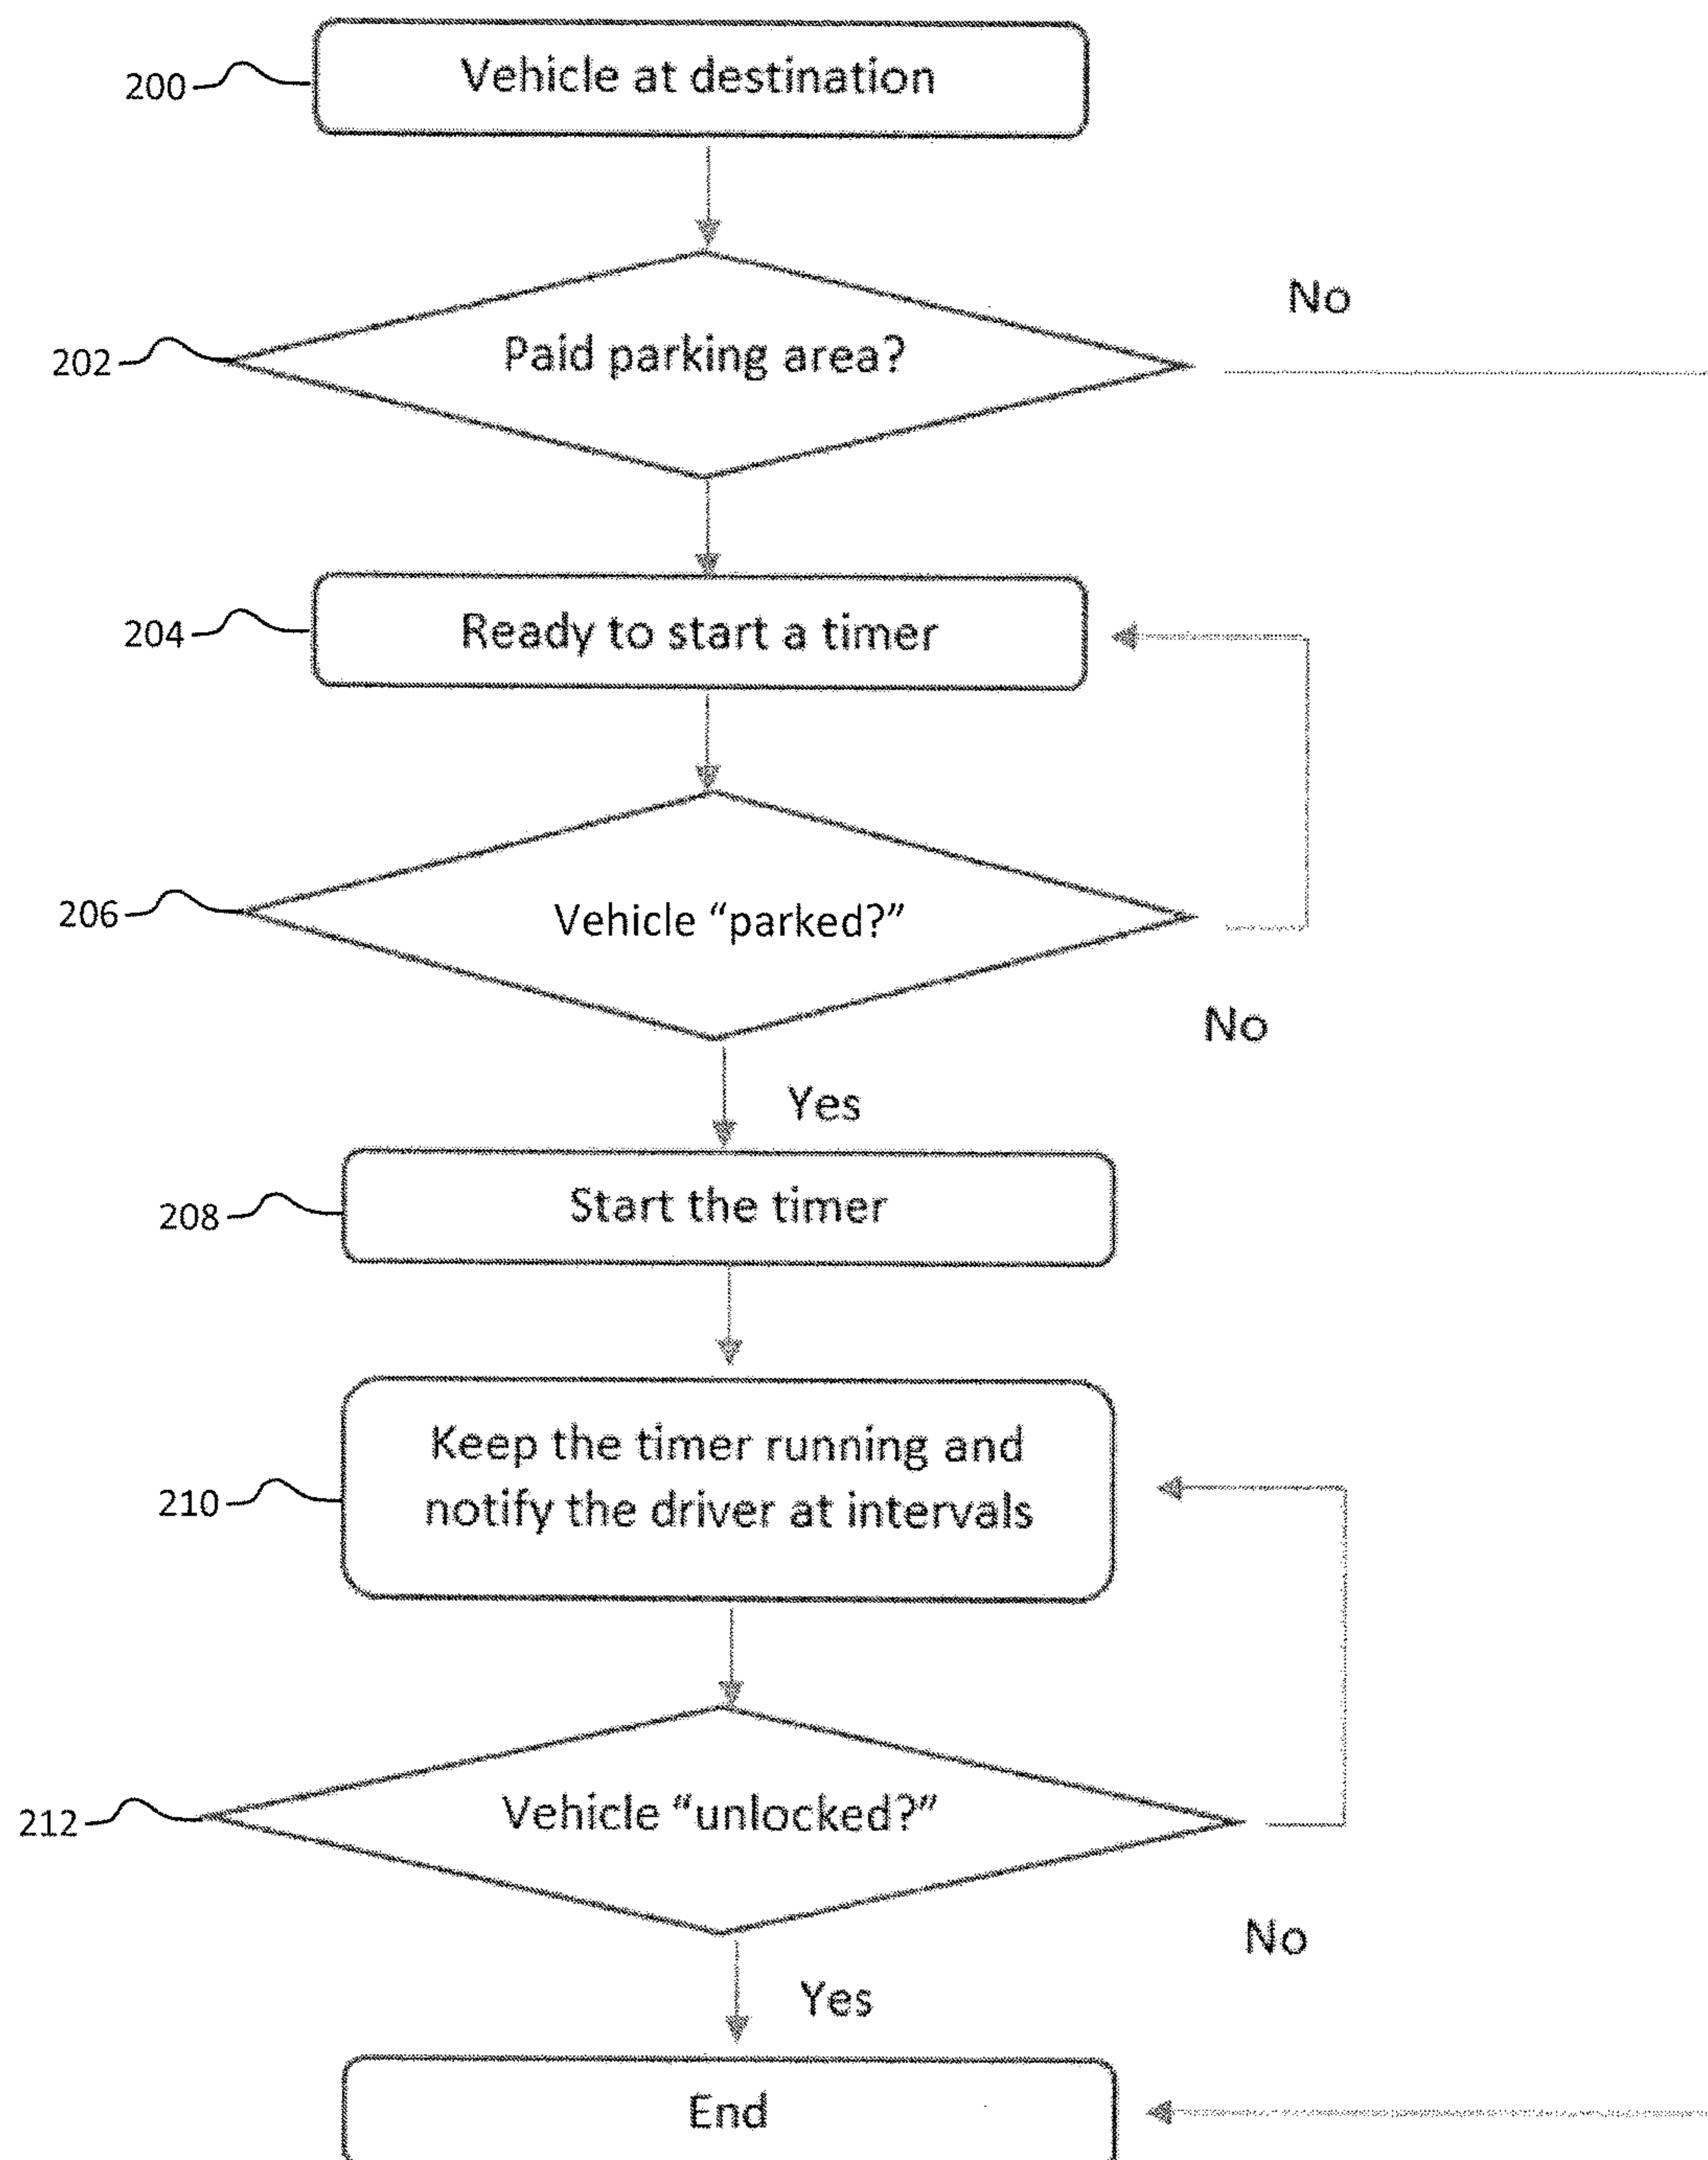 200
Vehicle at destination
No
202
Paid parking area?
204
Ready to start a timer
206
Vehicle “parked?”
No
Yes
208
Start the timer
210
Keep the timer running and
notify the driver at intervals
212
Vehicle “unlocked?”
No
Yes
End